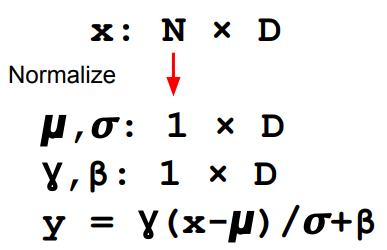 x: N × D
Normalize
μ,σ: 1 × D
γ,β: 1 × D
y = γ(x-μ)/σ+β